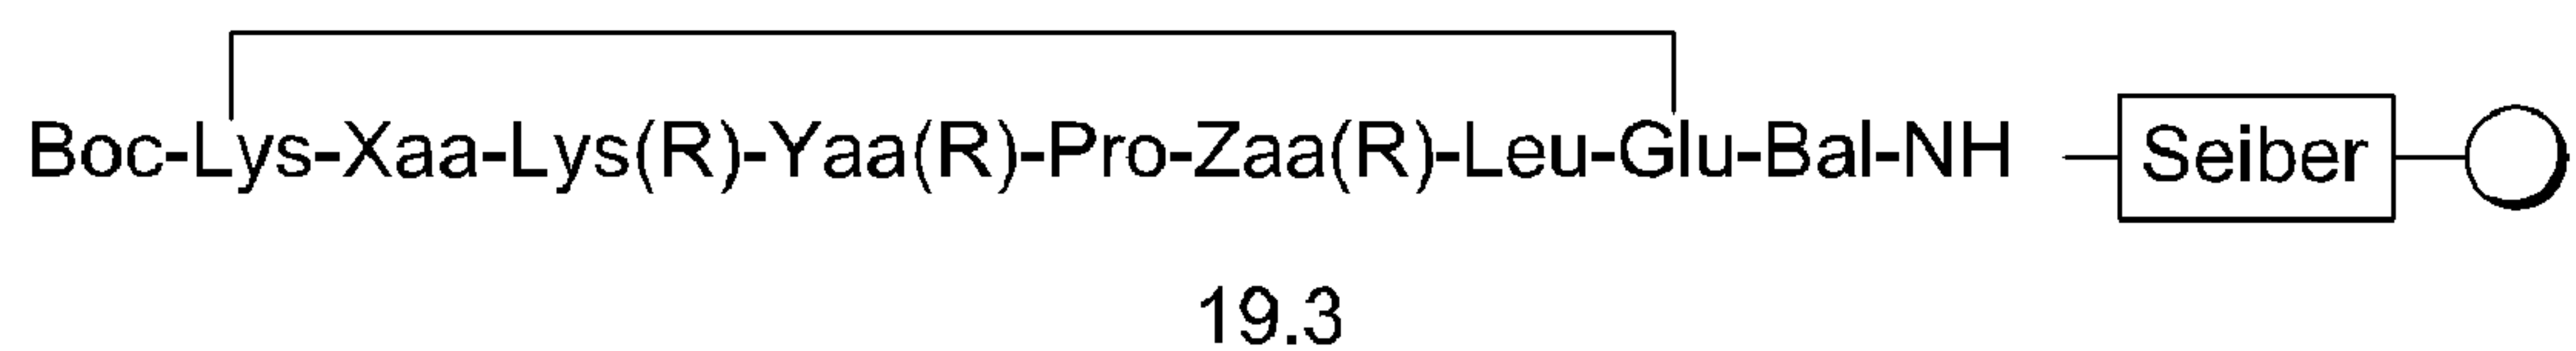 Boc-Lys-Xaa-Lys(R)-Yaa(R)-Pro-Zaa(R)-Leu-Glu-Bal-NH Seiber
19.3